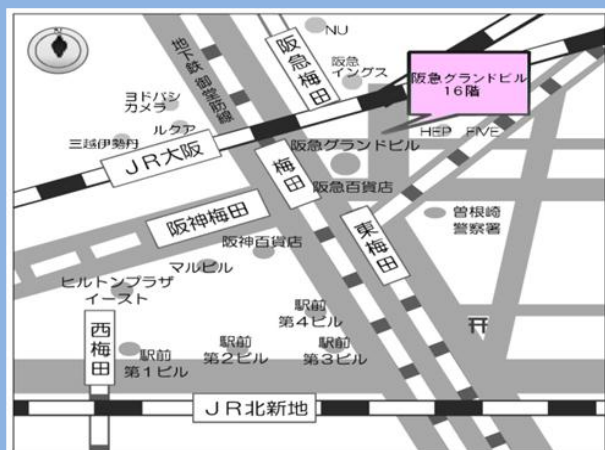 NU
阪急梅田
地下鉄御堂筋線
阪急
イングス
阪急グランドビル
16階
ヨドバシ
カメラ
ルクア
三越伊勢丹
JR大阪
HEP FIVE
阪急グランドビル
梅田
阪急百貨店
阪神梅田
東梅田
曽根崎
警察署
阪神百貨店
マルビル
ヒルトンプラザ
イースト
駅前
第4ビル
西梅田
駅前
第1ビル
駅前
第2ビル
駅前
第3ビル
JR北新地